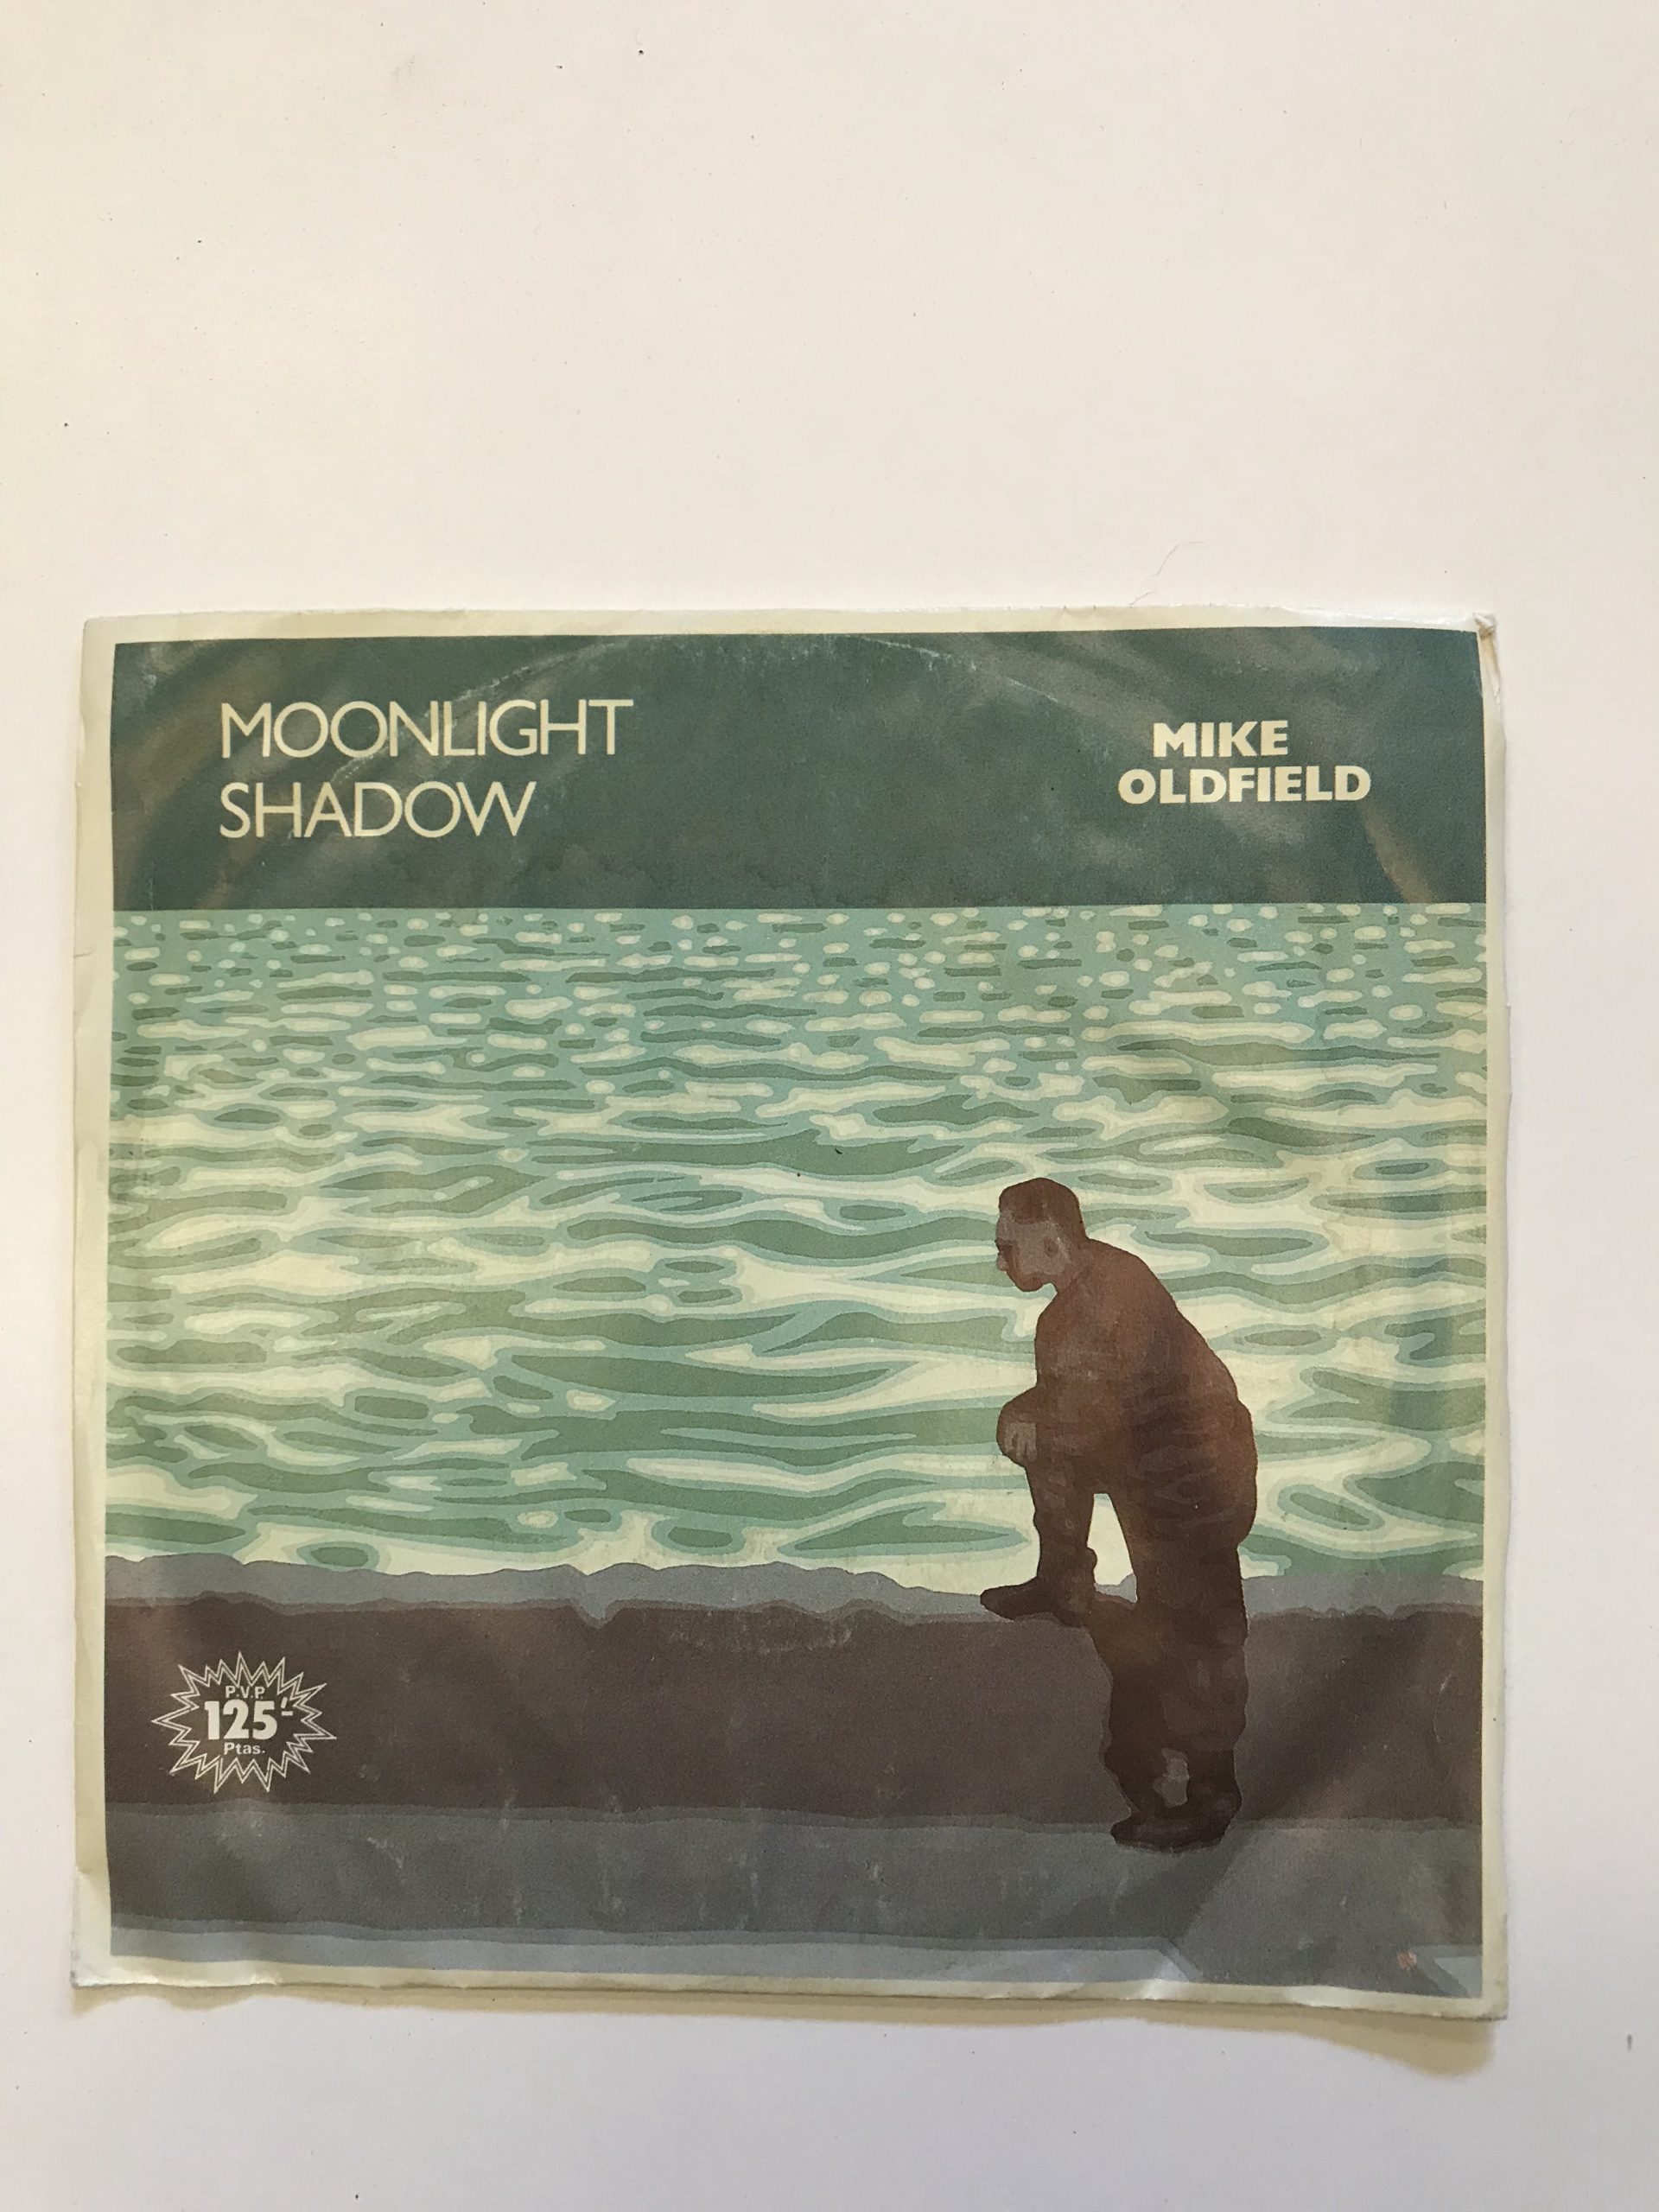 MOONLIGHT
SHADOW
MIKE
OLDFIELD
P.V.P.
125'-
Ptas.